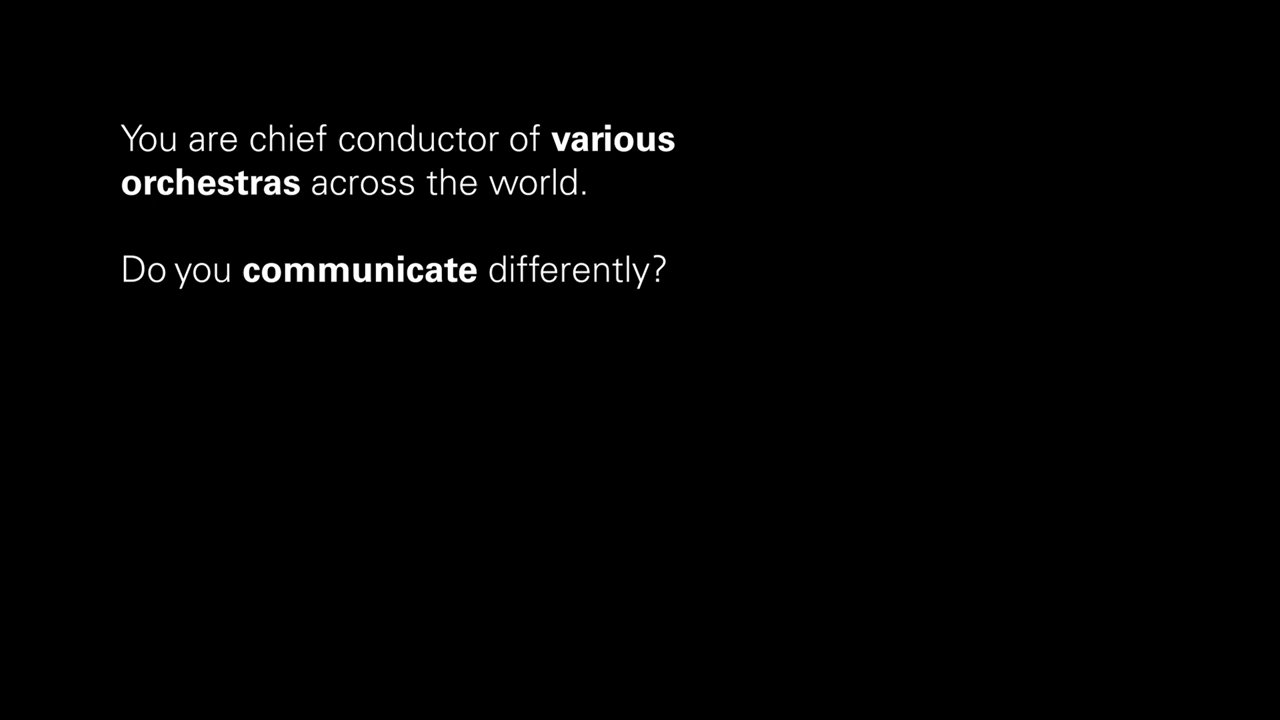 You are chief conductor of various
orchestras across the world.
Do you communicate differently?